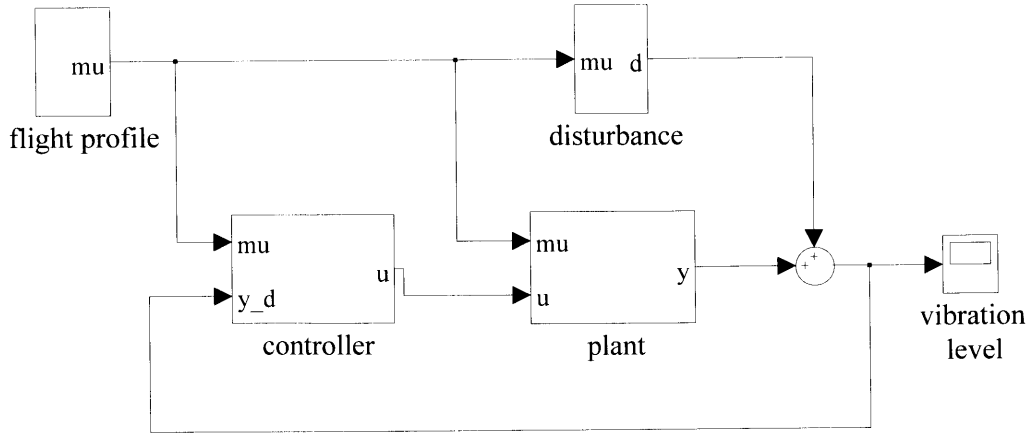 mu
flight profile
mu d
disturbance
mu
u
y_d
controller
mu
y
u
plant
+ +
vibration
level